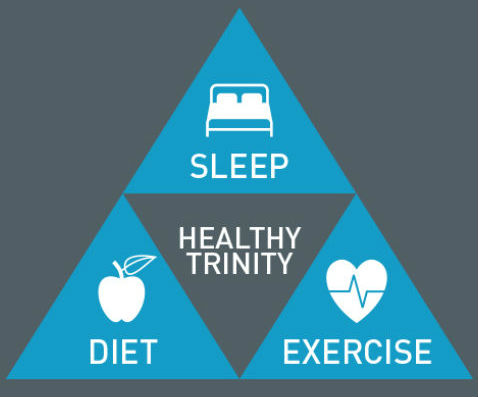 SLEEP
HEALTHY
TRINITY
DIET
EXERCISE